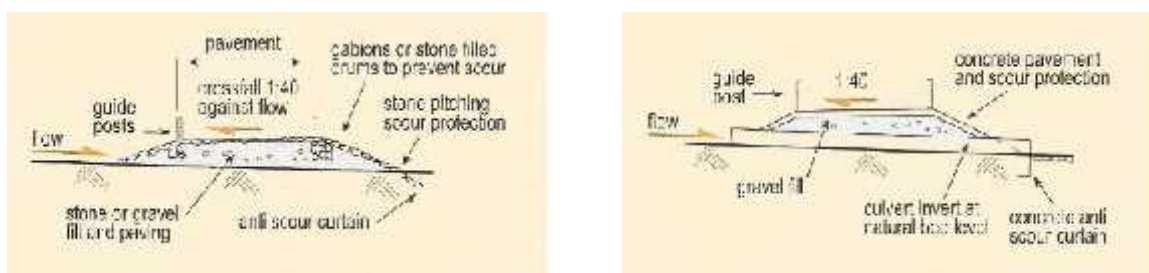 pavement
gabions or stone filled
drums to prevent scour
crossfall 1:40
against flow
guide
posts
stone pitching
scour protection
flow
stone or gravel
fill and paving
anti scour curtain
guide
post
1:40
concrete pavement
and scour protection
flow
gravel fill
culvert invert at
natural bed level
concrete anti
scour curtain